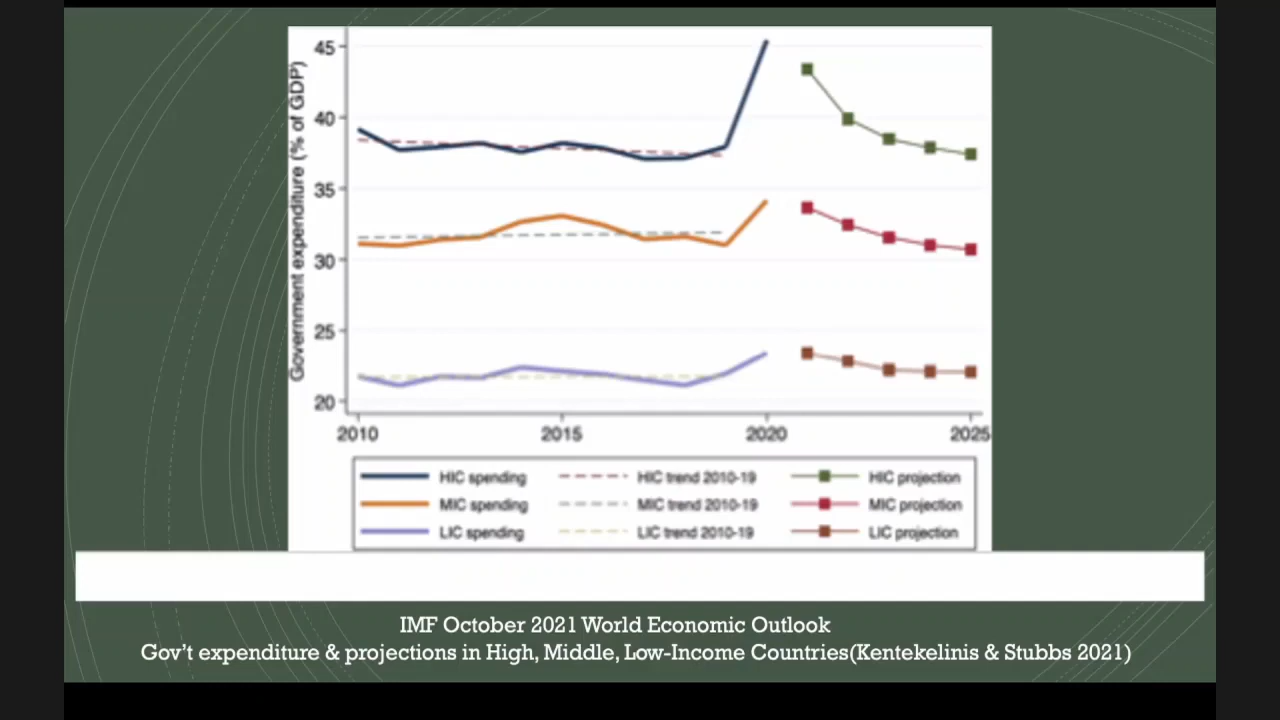 Government expenditure (% of GDP)
45
40
35
30
25
20
2010 2015 2020 2025
HIC spending HIC trend 2010-19 HIC projection
MIC spending MIC trend 2010-19 MIC projection
LIC spending LIC trend 2010-19 LIC projection
IMF October 2021 World Economic Outlook
Gov't expenditure & projections in High, Middle, Low-Income Countries(Kentekelinis & Stubbs 2021)